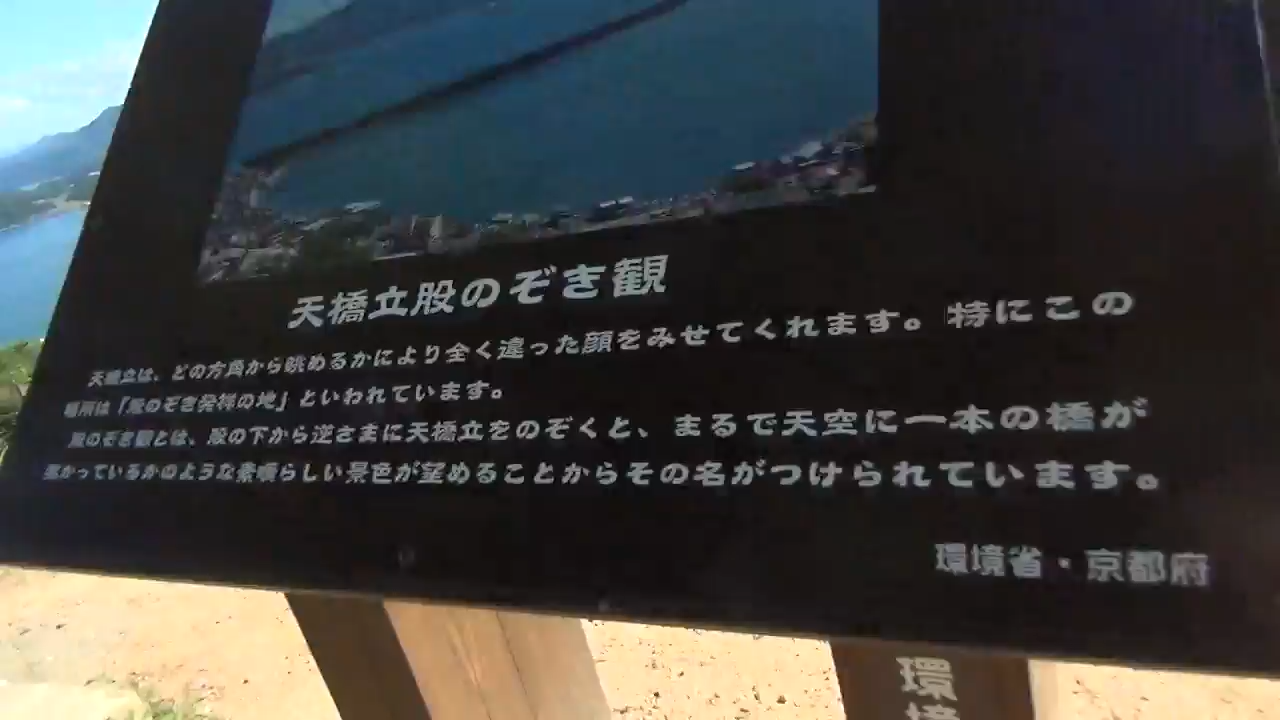 天橋立股のぞき観
天橋立は、どの方角から眺めるかにより全く違った顔をみせてくれます。特にこの
場所は「股のぞき発祥の地」といわれています。
股のぞき観とは、股の下から逆さまに天橋立をのぞくと、まるで天空に一本の橋が
架かっているかのような素晴らしい景色が望めることからその名がつけられています。
環境省・京都府
環境